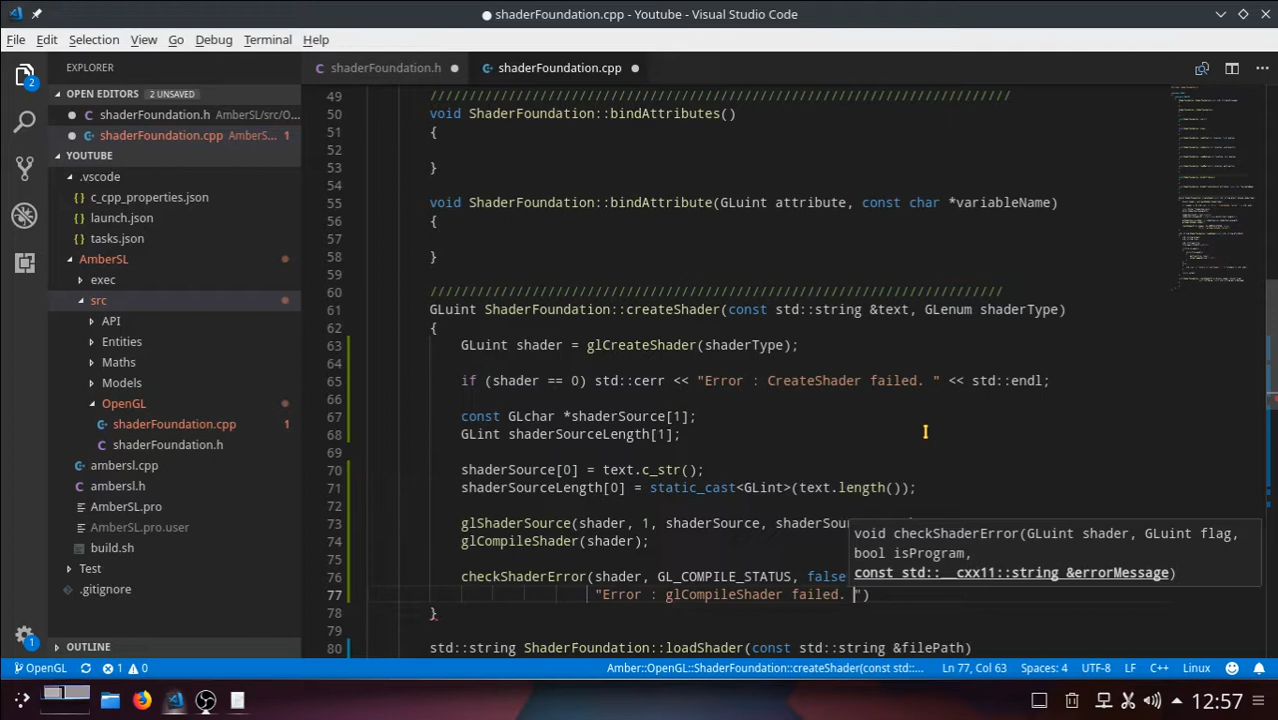 shaderFoundation.cpp - Youtube - Visual Studio Code
File Edit Selection View Go Debug Terminal Help
EXPLORER
OPEN EDITORS 2 UNSAVED
shaderFoundation.h AmberSL/src/O...
shaderFoundation.cpp AmberS... 1
YOUTUBE
.vscode
c_cpp_properties.json
launch.json
tasks.json
AmberSL
exec
src
API
Entities
Maths
Models
OpenGL
shaderFoundation.cpp 1
shaderFoundation.h
ambersl.cpp
ambersl.h
AmberSL.pro
AmberSL.pro.user
build.sh
Test
.gitignore
OUTLINE
2
1
shaderFoundation.h shaderFoundation.cpp
49 //////////////////////////////////////////////////////////////////////////
50 void ShaderFoundation::bindAttributes()
51 {
52
53 }
54
55 void ShaderFoundation::bindAttribute(GLuint attribute, const char *variableName)
56 {
57
58 }
59
60 /////////////////////////////////////////////////////////////////////////
61 GLuint ShaderFoundation::createShader(const std::string &text, GLenum shaderType)
62 {
63 GLuint shader = glCreateShader(shaderType);
64
65 if (shader == 0) std::cerr << "Error : CreateShader failed. " << std::endl;
66
67 const GLchar *shaderSource[1];
68 GLint shaderSourceLength[1];
69
70 shaderSource[0] = text.c_str();
71 shaderSourceLength[0] = static_cast<GLint>(text.length());
72
73 glShaderSource(shader, 1, shaderSource, shaderSour
74 glCompileShader(shader);
75
76 checkShaderError(shader, GL_COMPILE_STATUS, false
77 "Error : glCompileShader failed. ")
78 }
79
80 std::string ShaderFoundation::loadShader(const std::string &filePath)
void checkShaderError(GLuint shader, GLuint flag,
bool isProgram,
const std::__cxx11::string &errorMessage)
OpenGL 1 0 Amber::OpenGL::ShaderFoundation::createShader(const std::... Ln 77, Col 63 Spaces: 4 UTF-8 LF C++ Linux
12:57